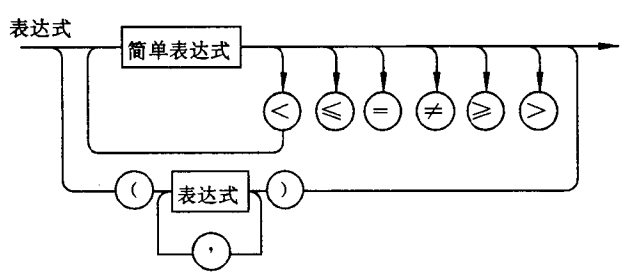 表达式
简单表达式
< ≤ = ≠ ≥ >
( 表达式 )
,